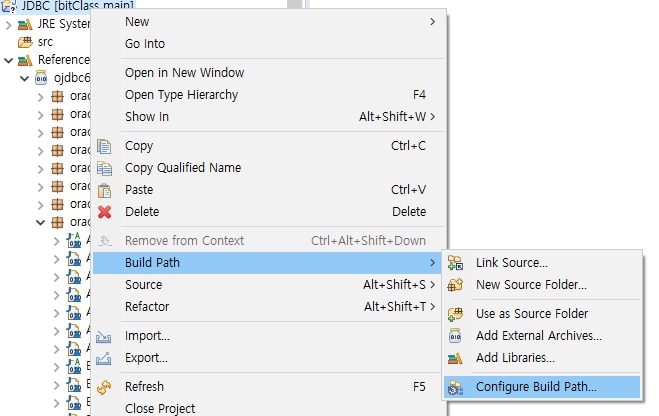 JDBC [bitClass main]
JRE System
src
Reference
ojdbc6
orac
orac
orac
orac
orac
orac
orac
New
Go Into
Open in New Window
Open Type Hierarchy F4
Show In Alt+Shift+W
Copy Ctrl+C
Copy Qualified Name
Paste Ctrl+V
Delete Delete
Remove from Context Ctrl+Alt+Shift+Down
Build Path
Source Alt+Shift+S
Refactor Alt+Shift+T
Import...
Export...
Refresh F5
Close Project
Link Source...
New Source Folder...
Use as Source Folder
Add External Archives...
Add Libraries...
Configure Build Path...